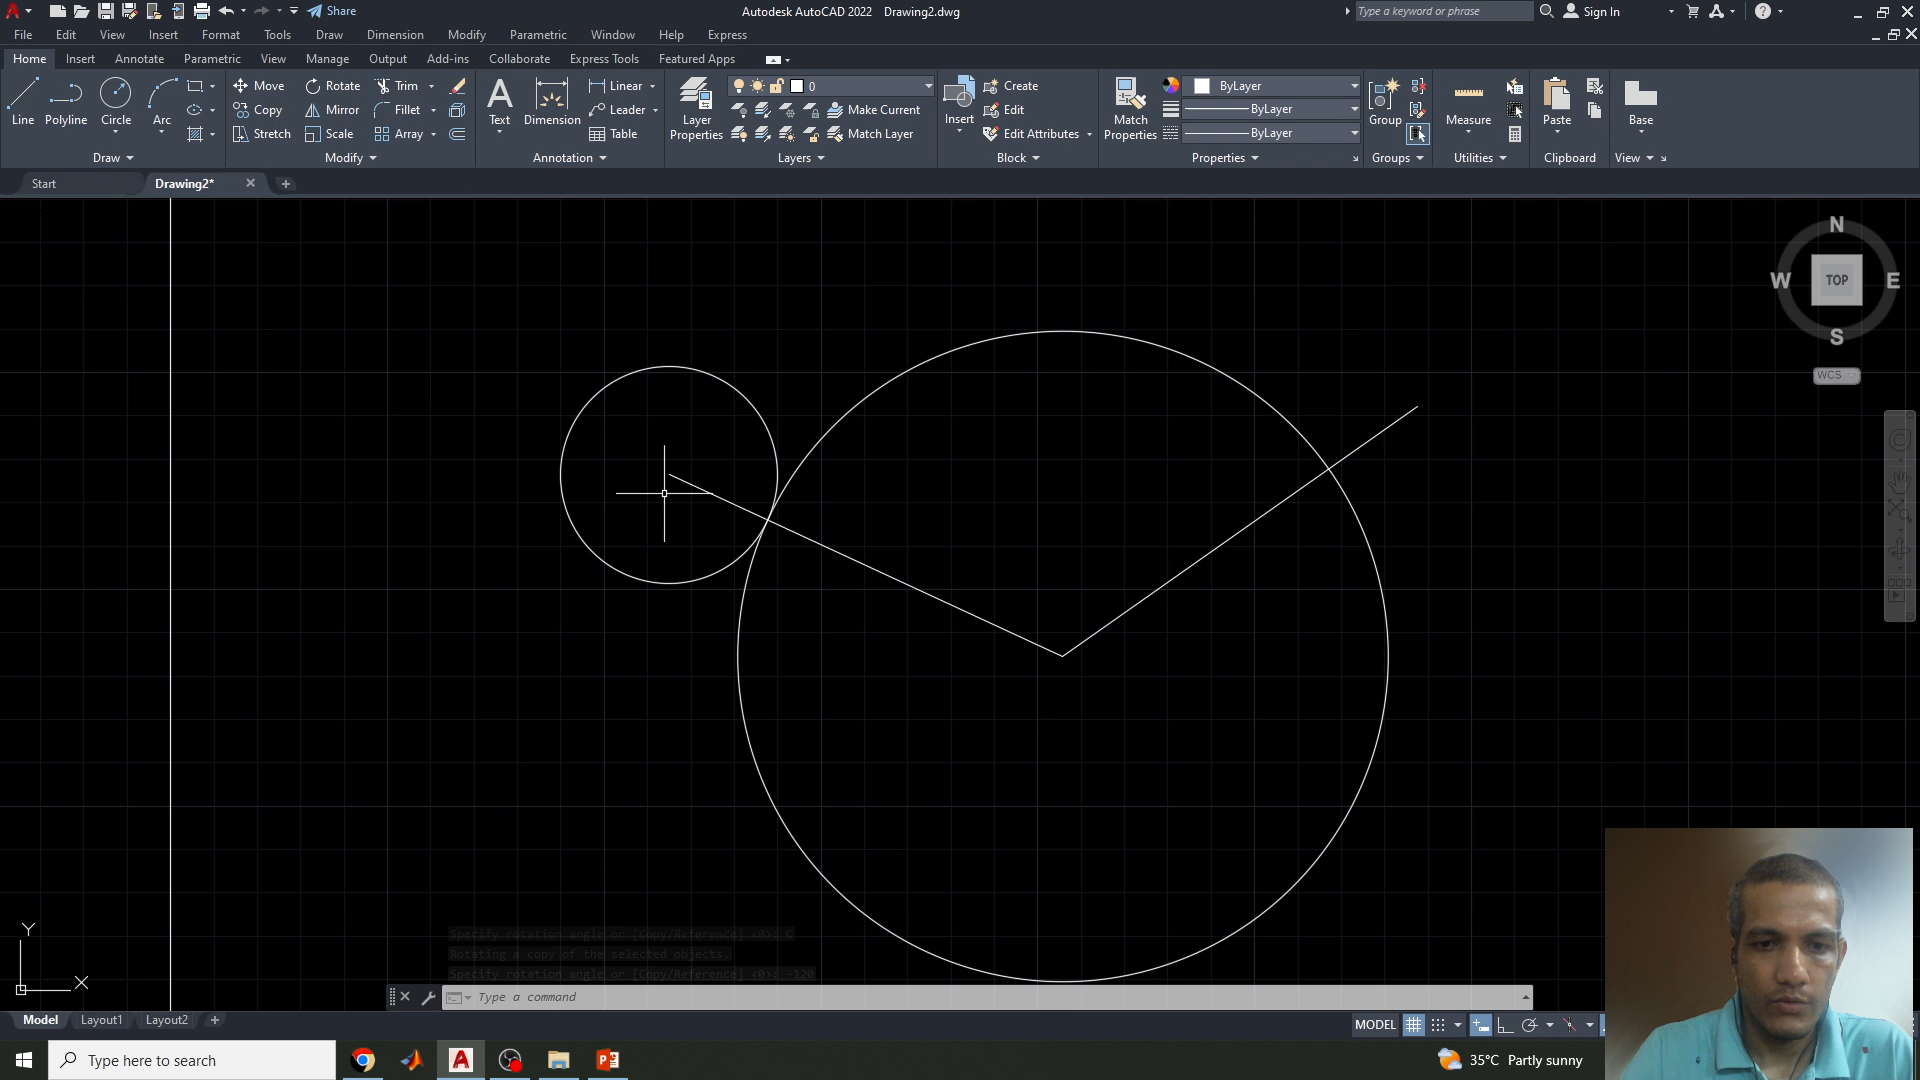 Share
Autodesk AutoCAD 2022 Drawing2.dwg
Type a keyword or phrase
Sign In
File Edit View Insert Format Tools Draw Dimension Modify Parametric Window Help Express
Home Insert Annotate Parametric View Manage Output Add-ins Collaborate Express Tools Featured Apps
Line Polyline Circle Arc
Move Rotate Trim
Copy Mirror Fillet
Stretch Scale Array
Text Dimension
Linear
Leader
Table
Layer Properties
0
Make Current
Match Layer
Insert
Create
Edit
Edit Attributes
Match Properties
ByLayer
ByLayer
ByLayer
Group
Measure
Paste
Base
Draw Modify Annotation Layers Block Properties Groups Utilities Clipboard View
Start Drawing2*
N
W TOP E
S
WCS
Y
X
Specify rotation angle or [Copy/Reference] <0>: C
Rotating a copy of the selected objects.
Specify rotation angle or [Copy/Reference] <0>: -120
Type a command
Model Layout1 Layout2
MODEL
Type here to search
35°C Partly sunny